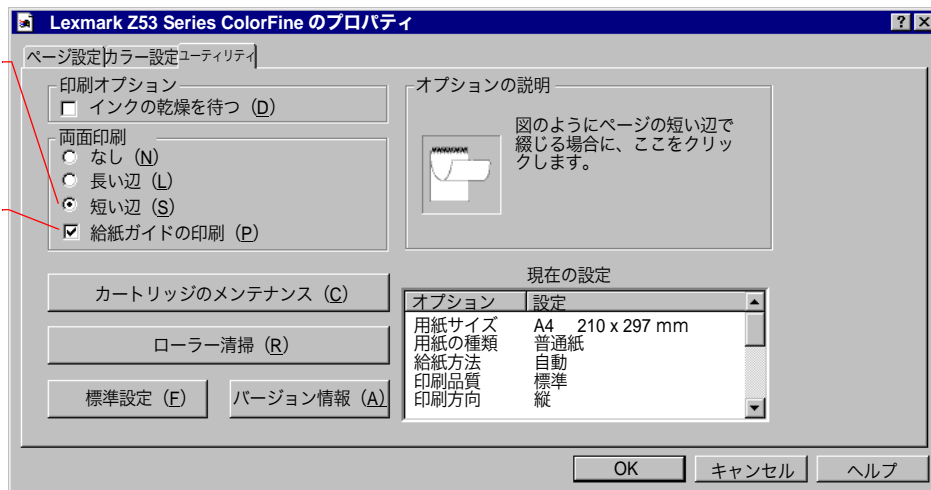 Lexmark Z53 Series ColorFine のプロパティ
ページ設定 カラー設定 ユーティリティ
印刷オプション
インクの乾燥を待つ (D)
両面印刷
なし (N)
長い辺 (L)
短い辺 (S)
給紙ガイドの印刷 (P)
オプションの説明
図のようにページの短い辺で
綴じる場合に、ここをクリッ
クします。
カートリッジのメンテナンス (C)
ローラー清掃 (R)
標準設定 (F)
バージョン情報 (A)
現在の設定
オプション 設定
用紙サイズ A4 210 x 297 mm
用紙の種類 普通紙
給紙方法 自動
印刷品質 標準
印刷方向 縦
OK キャンセル ヘルプ